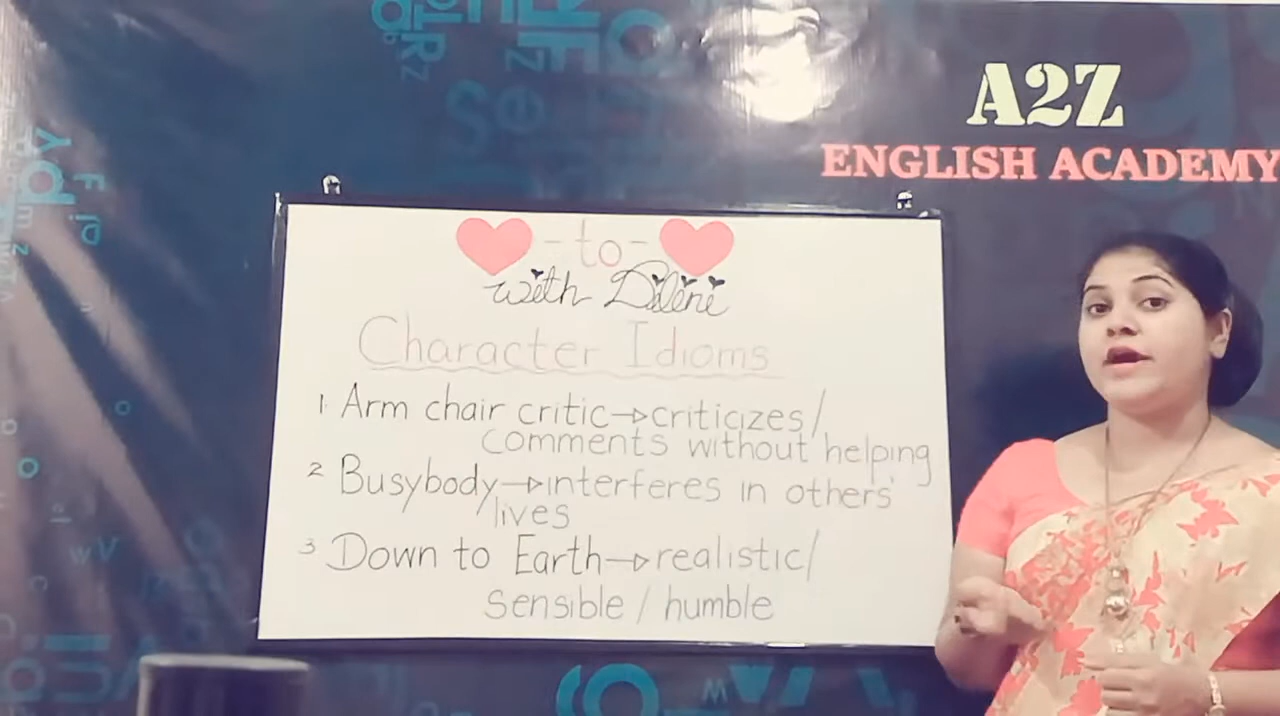 A2Z
ENGLISH ACADEMY
-to-
with Dileni
Character Idioms
1. Arm chair critic→criticizes/
comments without helping
2 Busybody→interferes in others'
lives
3 Down to Earth→realistic/
sensible / humble